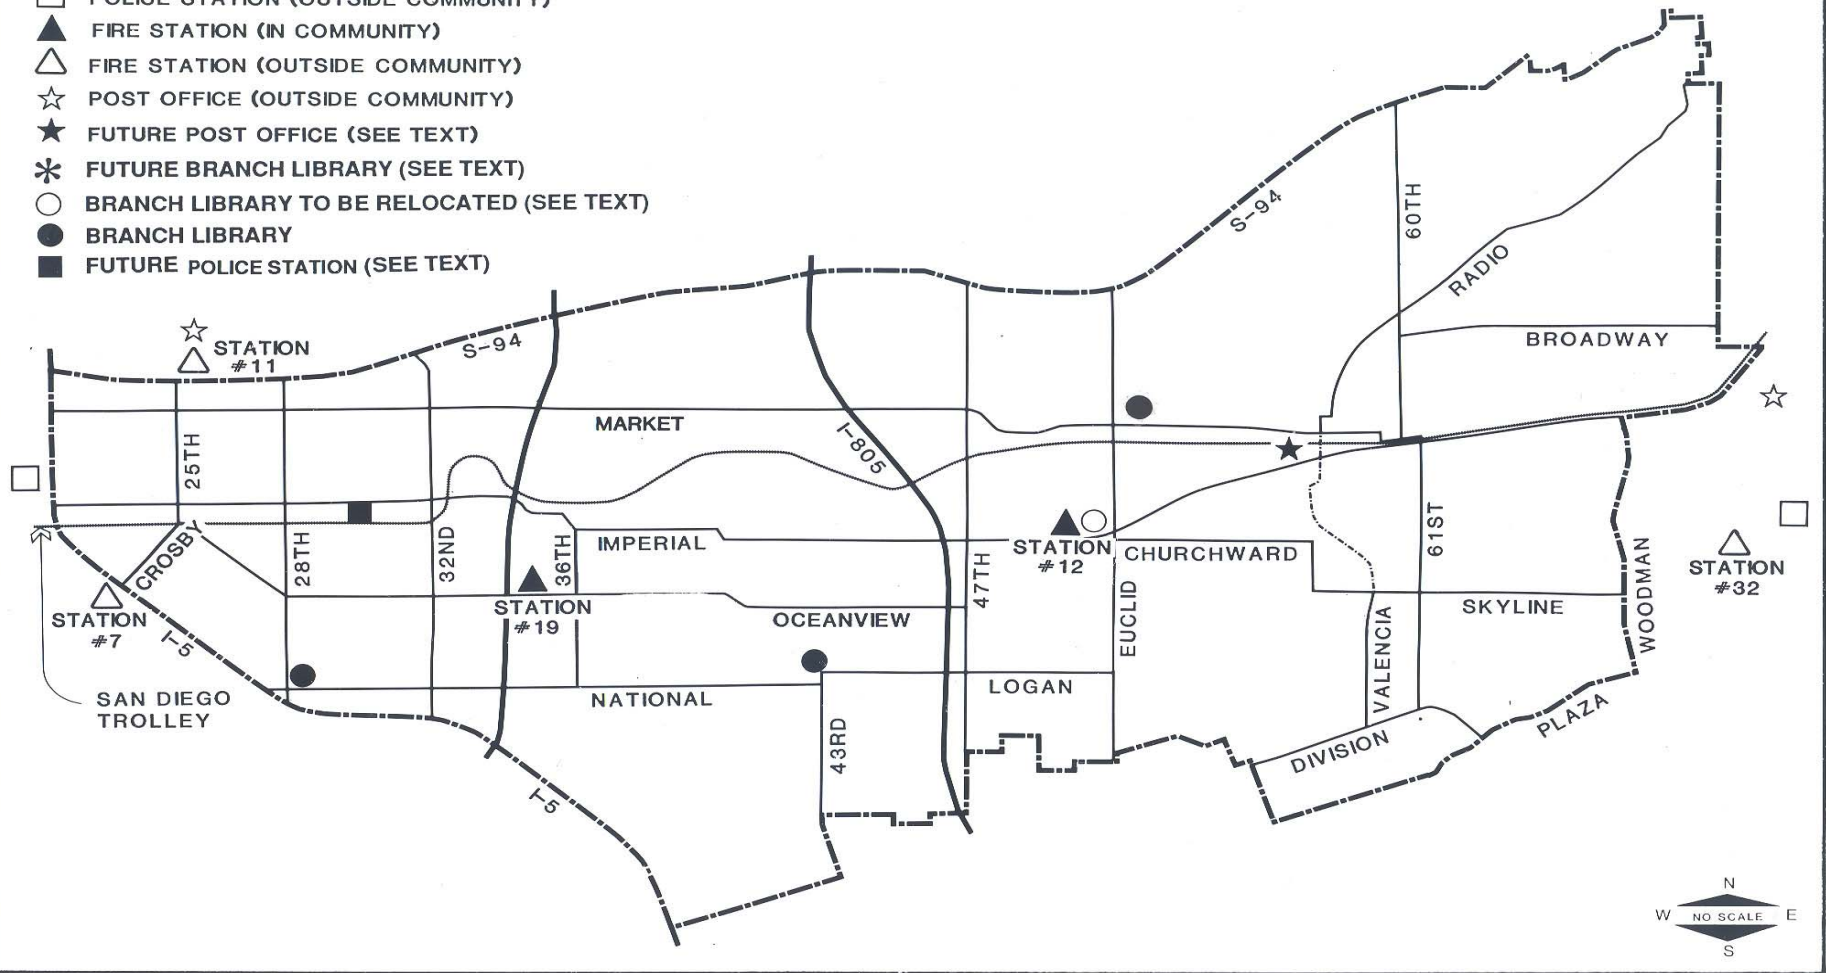 POLICE STATION (OUTSIDE COMMUNITY)
FIRE STATION (IN COMMUNITY)
FIRE STATION (OUTSIDE COMMUNITY)
POST OFFICE (OUTSIDE COMMUNITY)
FUTURE POST OFFICE (SEE TEXT)
FUTURE BRANCH LIBRARY (SEE TEXT)
BRANCH LIBRARY TO BE RELOCATED (SEE TEXT)
BRANCH LIBRARY
FUTURE POLICE STATION (SEE TEXT)
S-94
60TH
RADIO
BROADWAY
STATION
#11
S-94
MARKET
I-805
25TH
CROSBY
28TH
32ND
36TH
IMPERIAL
47TH
STATION
#12
CHURCHWARD
EUCLID
61ST
WOODMAN
STATION
#32
STATION
#7
I-5
STATION
#19
OCEANVIEW
SKYLINE
VALENCIA
SAN DIEGO
TROLLEY
NATIONAL
LOGAN
43RD
DIVISION
PLAZA
I-5
N
W NO SCALE E
S